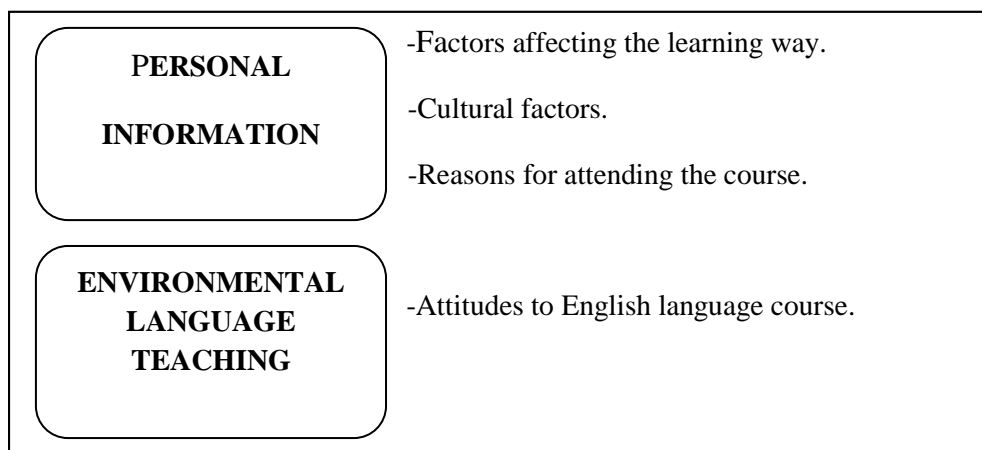 PERSONAL
INFORMATION
-Factors affecting the learning way.
-Cultural factors.
-Reasons for attending the course.
ENVIRONMENTAL
LANGUAGE
TEACHING
-Attitudes to English language course.